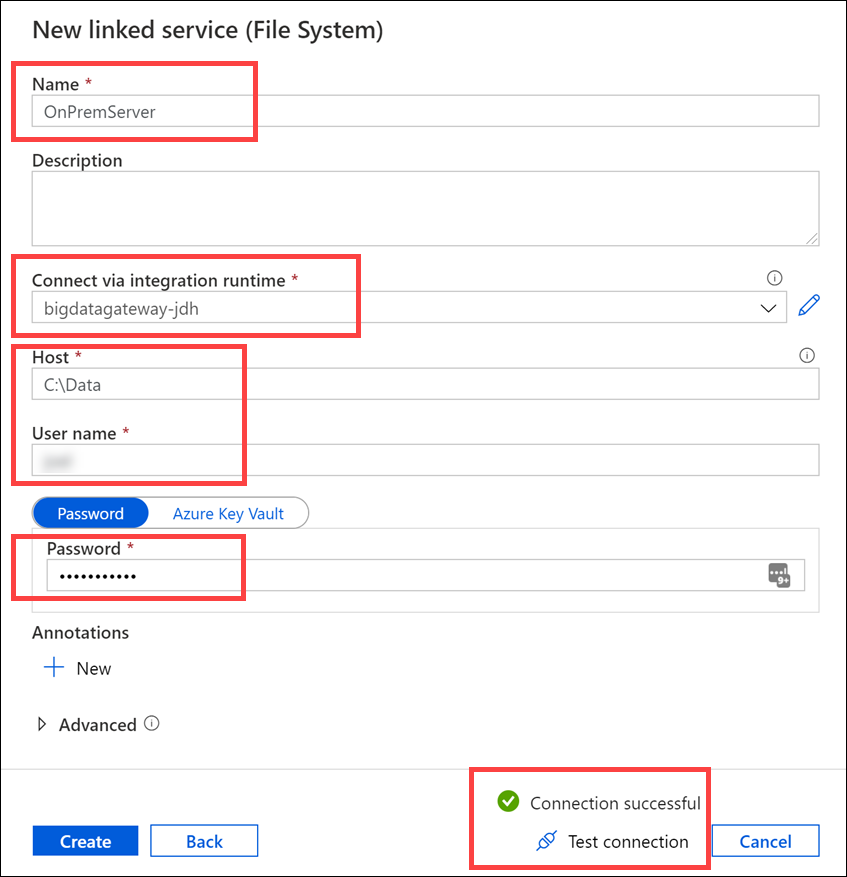 New linked service (File System)
Name *
OnPremServer
Description
Connect via integration runtime *
bigdatagateway-jdh
Host *
C:\Data
User name *
Password Azure Key Vault
Password *
•••••••••••
9+
Annotations
New
Advanced
Connection successful
Create Back Test connection Cancel